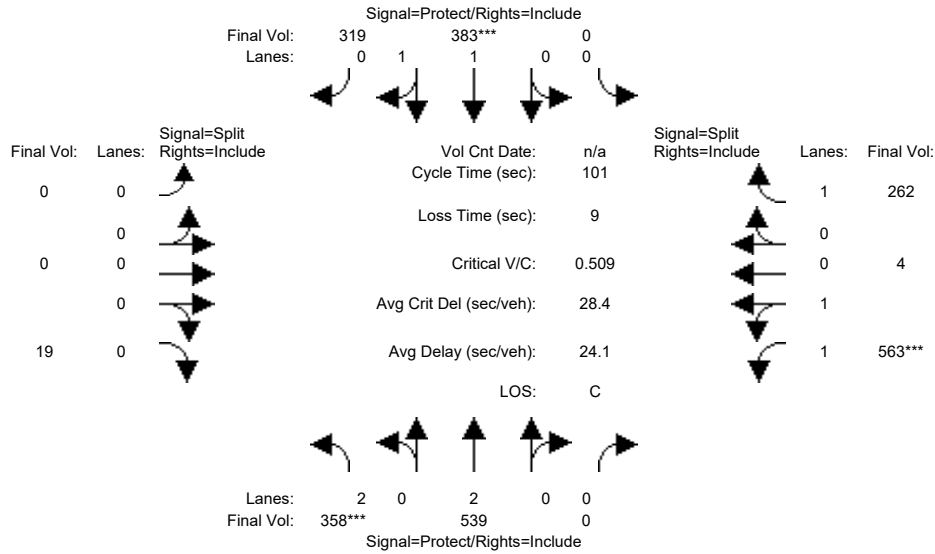 Signal=Protect/Rights=Include
Final Vol: 319 383*** 0
Lanes: 0 1 1 0 0
Signal=Split
Final Vol: Lanes: Rights=Include
Vol Cnt Date: n/a
Signal=Split
Rights=Include Lanes: Final Vol:
Cycle Time (sec): 101
0 0
1 262
Loss Time (sec): 9
0
0
0 0
Critical V/C: 0.509
0 4
0
Avg Crit Del (sec/veh): 28.4
1
19 0
Avg Delay (sec/veh): 24.1
1 563***
LOS: C
Lanes: 2 0 2 0 0
Final Vol: 358*** 539 0
Signal=Protect/Rights=Include